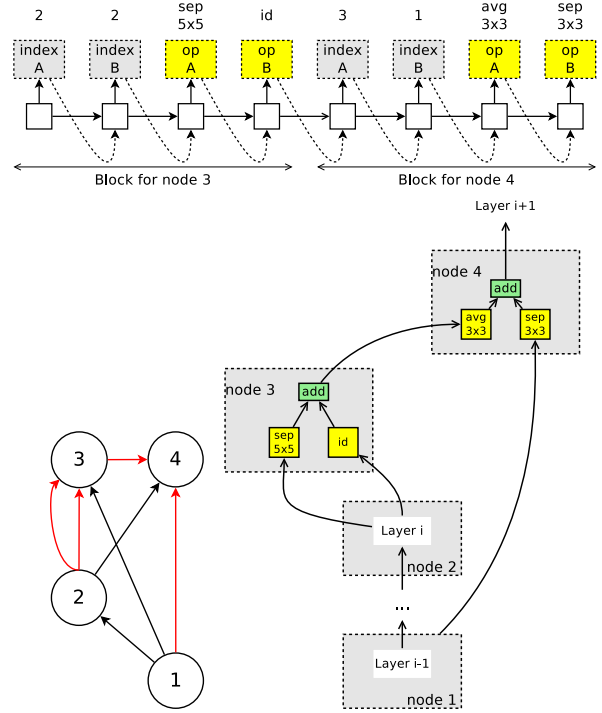 2 2 sep 5x5 id 3 1 avg 3x3 sep 3x3
index A index B op A op B index A index B op A op B
Block for node 3 Block for node 4
Layer i+1
node 4
add
avg 3x3 sep 3x3
node 3
add
sep 5x5 id
Layer i
node 2
...
Layer i-1
node 1
3 4
2
1